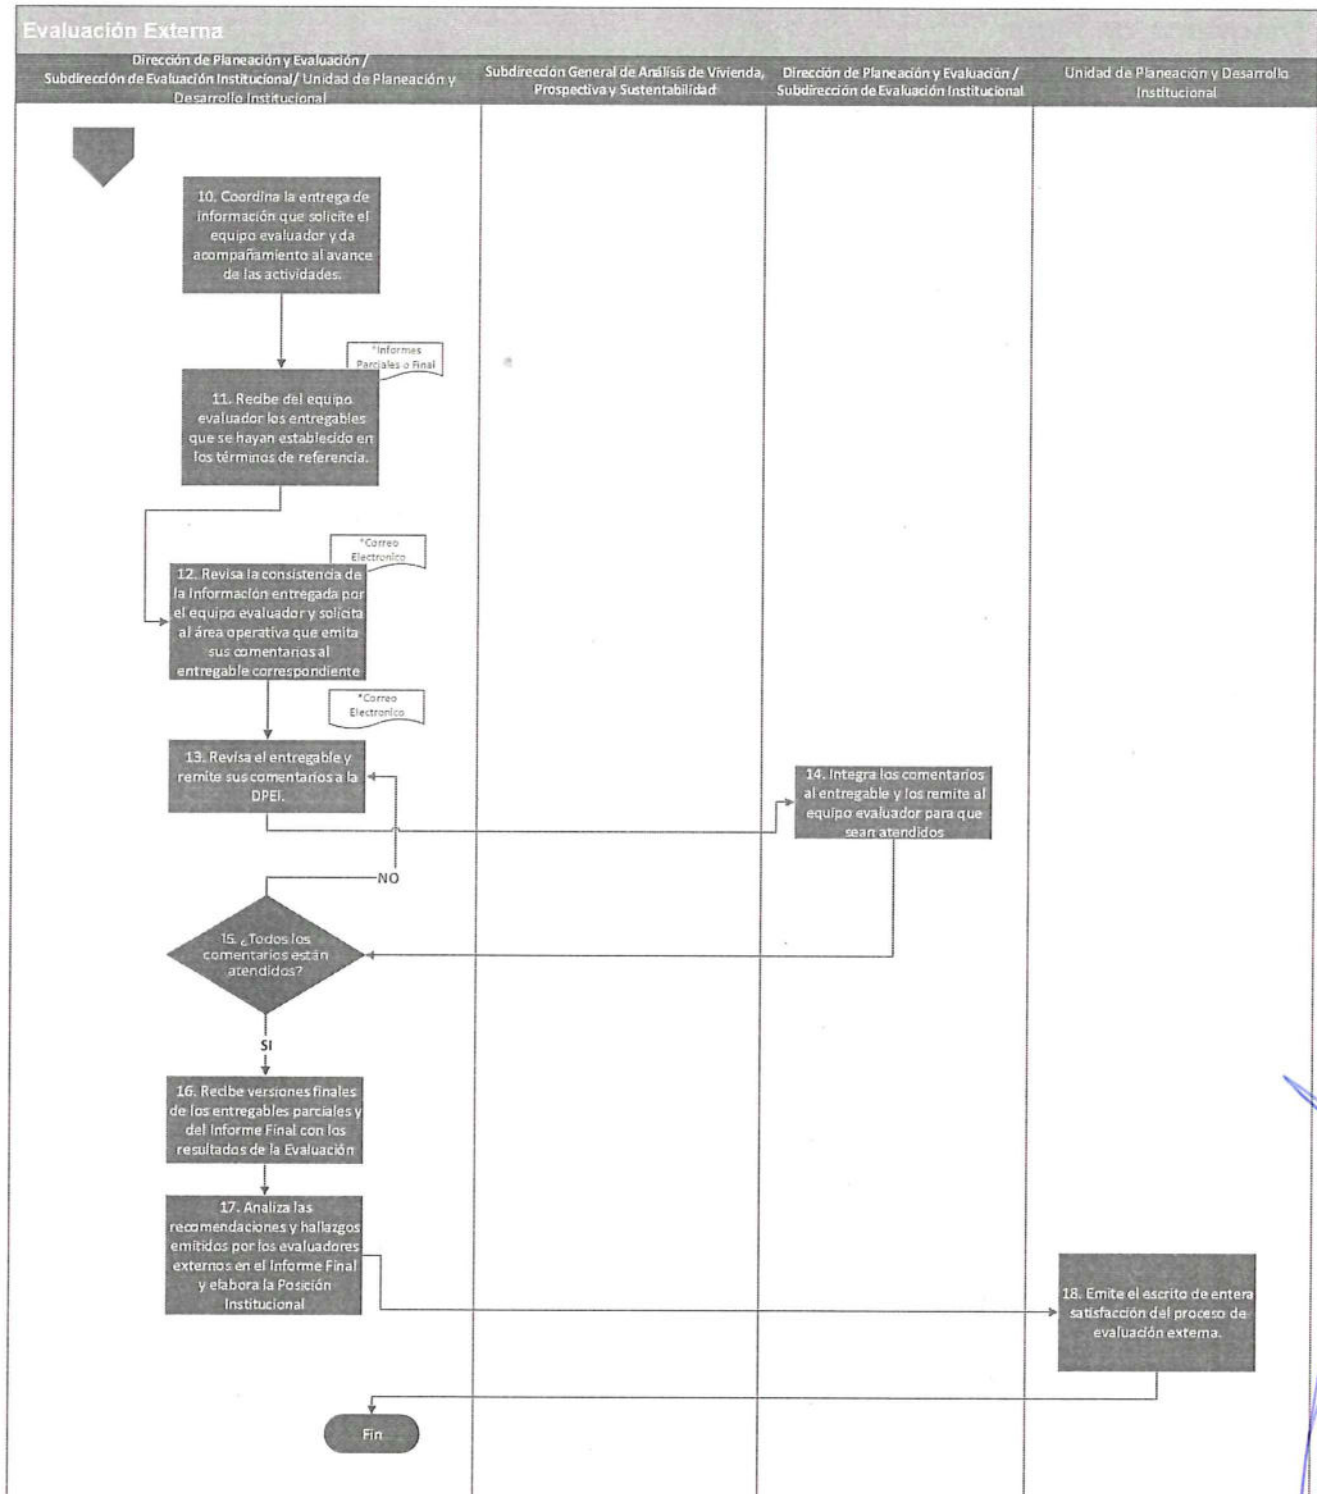 Evaluación Externa
Dirección de Planeación y Evaluación /
Subdirección de Evaluación Institucional/ Unidad de Planeación y
Desarrollo Institucional
Subdirección General de Análisis de Vivienda,
Prospectiva y Sustentabilidad
Dirección de Planeación y Evaluación /
Subdirección de Evaluación Institucional
Unidad de Planeación y Desarrollo
Institucional
10. Coordina la entrega de
información que solicite el
equipo evaluador y da
acompañamiento al avance
de las actividades.
*Informes
Parciales o Final
11. Recibe del equipo
evaluador los entregables
que se hayan establecido en
los términos de referencia.
*Correo
Electronico
12. Revisa la consistencia de
la información entregada por
el equipo evaluador y solicita
al área operativa que emita
sus comentarios al
entregable correspondiente
*Correo
Electronico
13. Revisa el entregable y
remite sus comentarios a la
DPEI.
14. Integra los comentarios
al entregable y los remite al
equipo evaluador para que
sean atendidos
NO
15. ¿Todos los
comentarios están
atendidos?
SI
16. Recibe versiones finales
de los entregables parciales y
del Informe Final con los
resultados de la Evaluación
17. Analiza las
recomendaciones y hallazgos
emitidos por los evaluadores
externos en el Informe Final
y elabora la Posición
Institucional
18. Emite el escrito de entera
satisfacción del proceso de
evaluación externa.
Fin